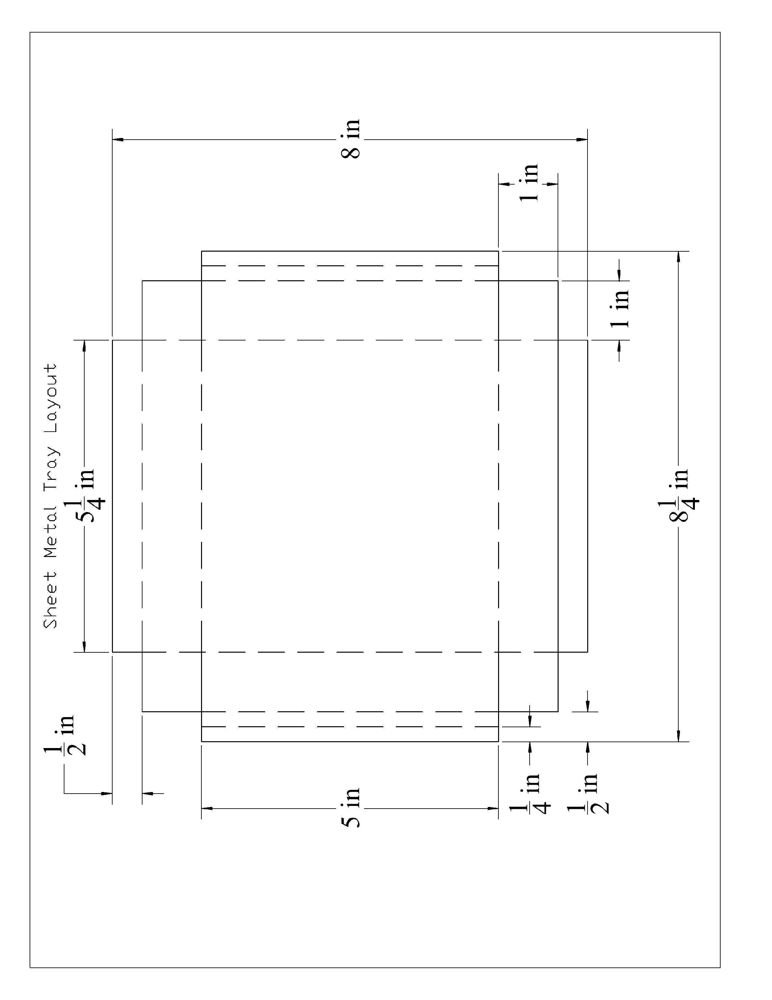 Sheet Metal Tray Layout
1/2 in
5 1/4 in
8 in
1 in
1 in
5 in
1/4 in
1/2 in
8 1/4 in